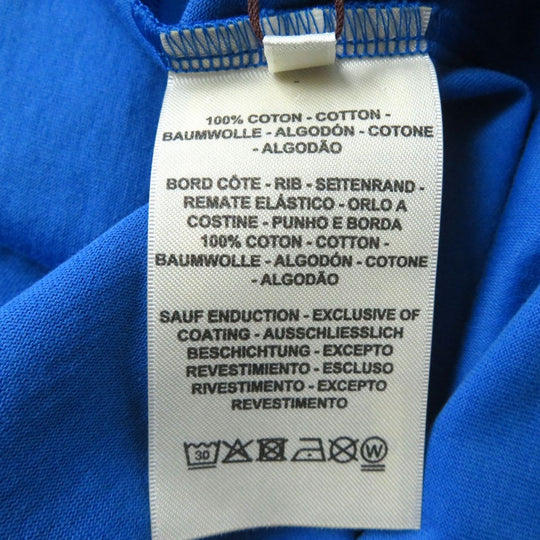 100% COTON - COTTON -
BAUMWOLLE - ALGODÓN - COTONE
- ALGODÃO
BORD CÔTE - RIB - SEITENRAND -
REMATE ELÁSTICO - ORLO A
COSTINE - PUNHO E BORDA
100% COTON - COTTON -
BAUMWOLLE - ALGODÓN - COTONE
- ALGODÃO
SAUF ENDUCTION - EXCLUSIVE OF
COATING - AUSSCHLIESSLICH
BESCHICHTUNG - EXCEPTO
REVESTIMIENTO - ESCLUSO
RIVESTIMENTO - EXCEPTO
REVESTIMENTO
30 W